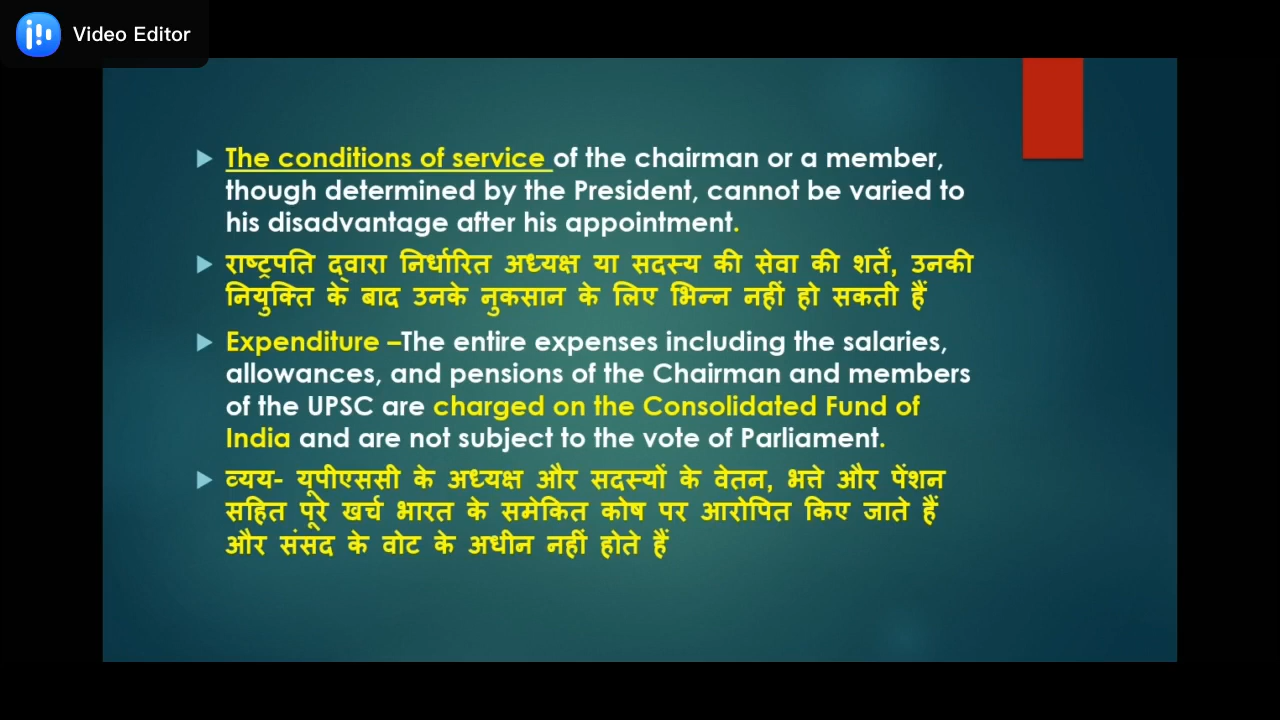 Video Editor
The conditions of service of the chairman or a member,
though determined by the President, cannot be varied to
his disadvantage after his appointment.
राष्ट्रपति द्वारा निर्धारित अध्यक्ष या सदस्य की सेवा की शर्तें, उनकी
नियुक्ति के बाद उनके नुकसान के लिए भिन्न नहीं हो सकती हैं
Expenditure –The entire expenses including the salaries,
allowances, and pensions of the Chairman and members
of the UPSC are charged on the Consolidated Fund of
India and are not subject to the vote of Parliament.
व्यय- यूपीएससी के अध्यक्ष और सदस्यों के वेतन, भत्ते और पेंशन
सहित पूरे खर्च भारत के समेकित कोष पर आरोपित किए जाते हैं
और संसद के वोट के अधीन नहीं होते हैं